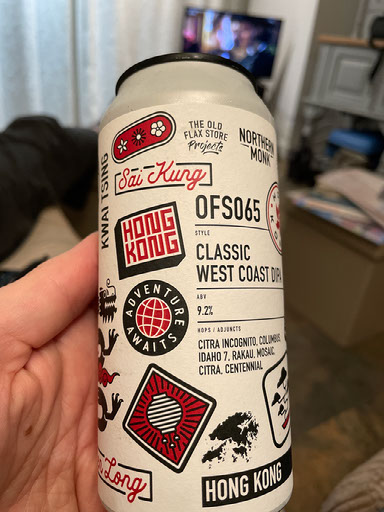 THE OLD
FLAX STORE
Projects
NORTHERN
MONK
KWAI TSING
Sai Kung
OFS065
HONG
KONG
STYLE
CLASSIC
WEST COAST DIPA
ADVENTURE
AWAITS
ABV
9.2%
HOPS / ADJUNCTS
CITRA INCOGNITO, COLUMBUS,
IDAHO 7, RAKAU, MOSAIC,
CITRA, CENTENNIAL
Long
HONG KONG